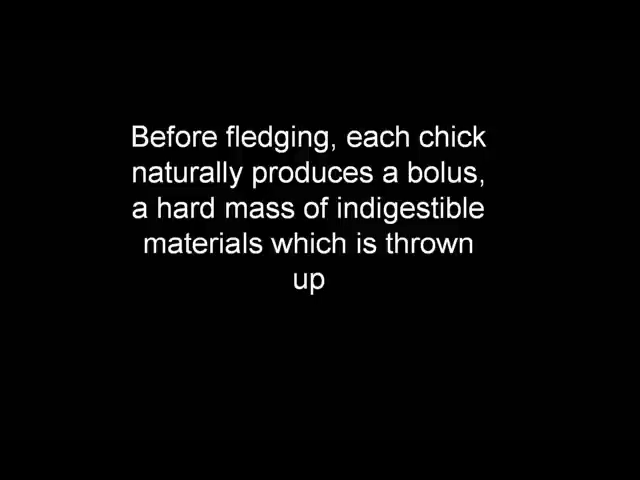 Before fledging, each chick
naturally produces a bolus,
a hard mass of indigestible
materials which is thrown
up